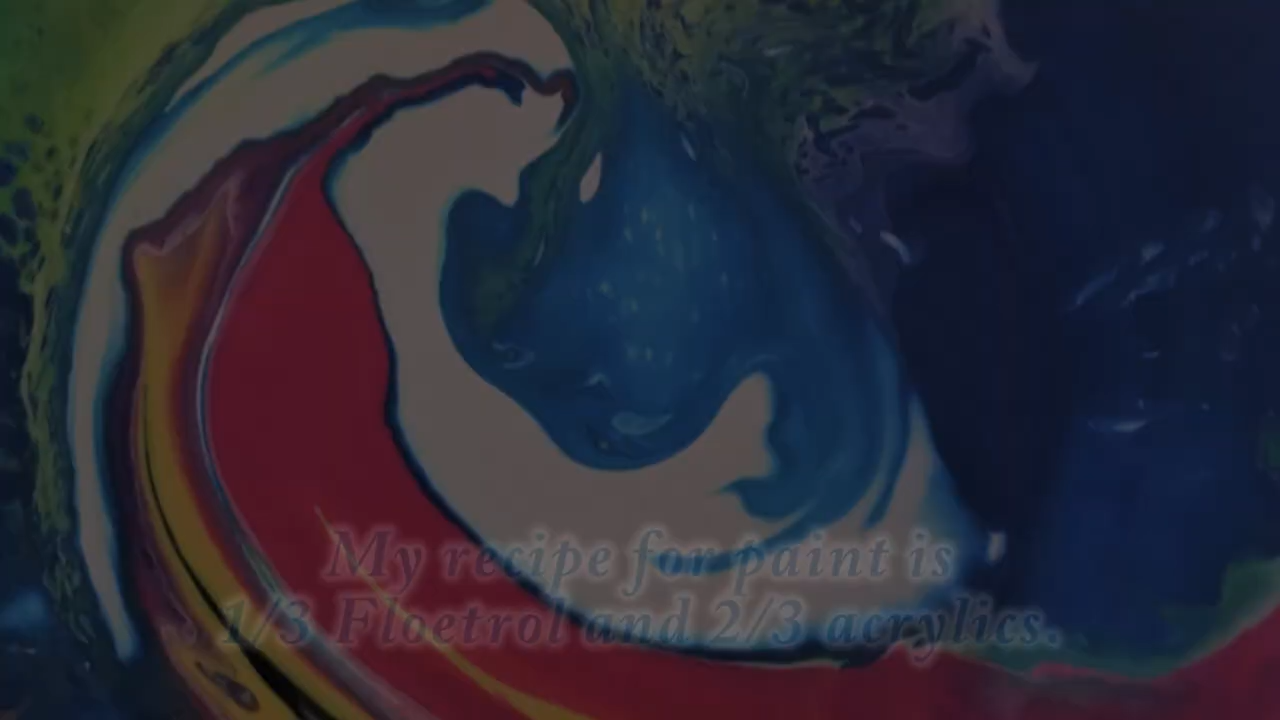 My recipe for paint is
1/3 Floetrol and 2/3 acrylics.